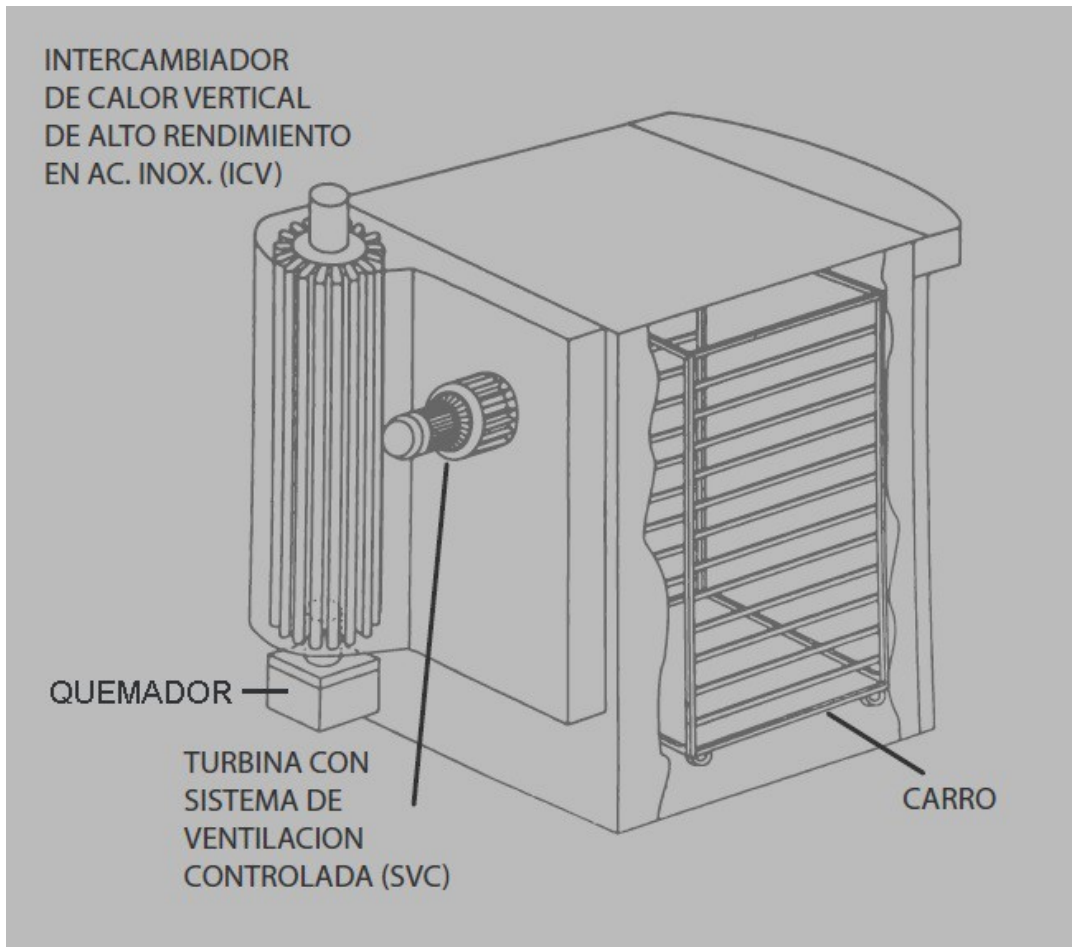 INTERCAMBIADOR
DE CALOR VERTICAL
DE ALTO RENDIMIENTO
EN AC. INOX. (ICV)
QUEMADOR
TURBINA CON
SISTEMA DE
VENTILACION
CONTROLADA (SVC)
CARRO